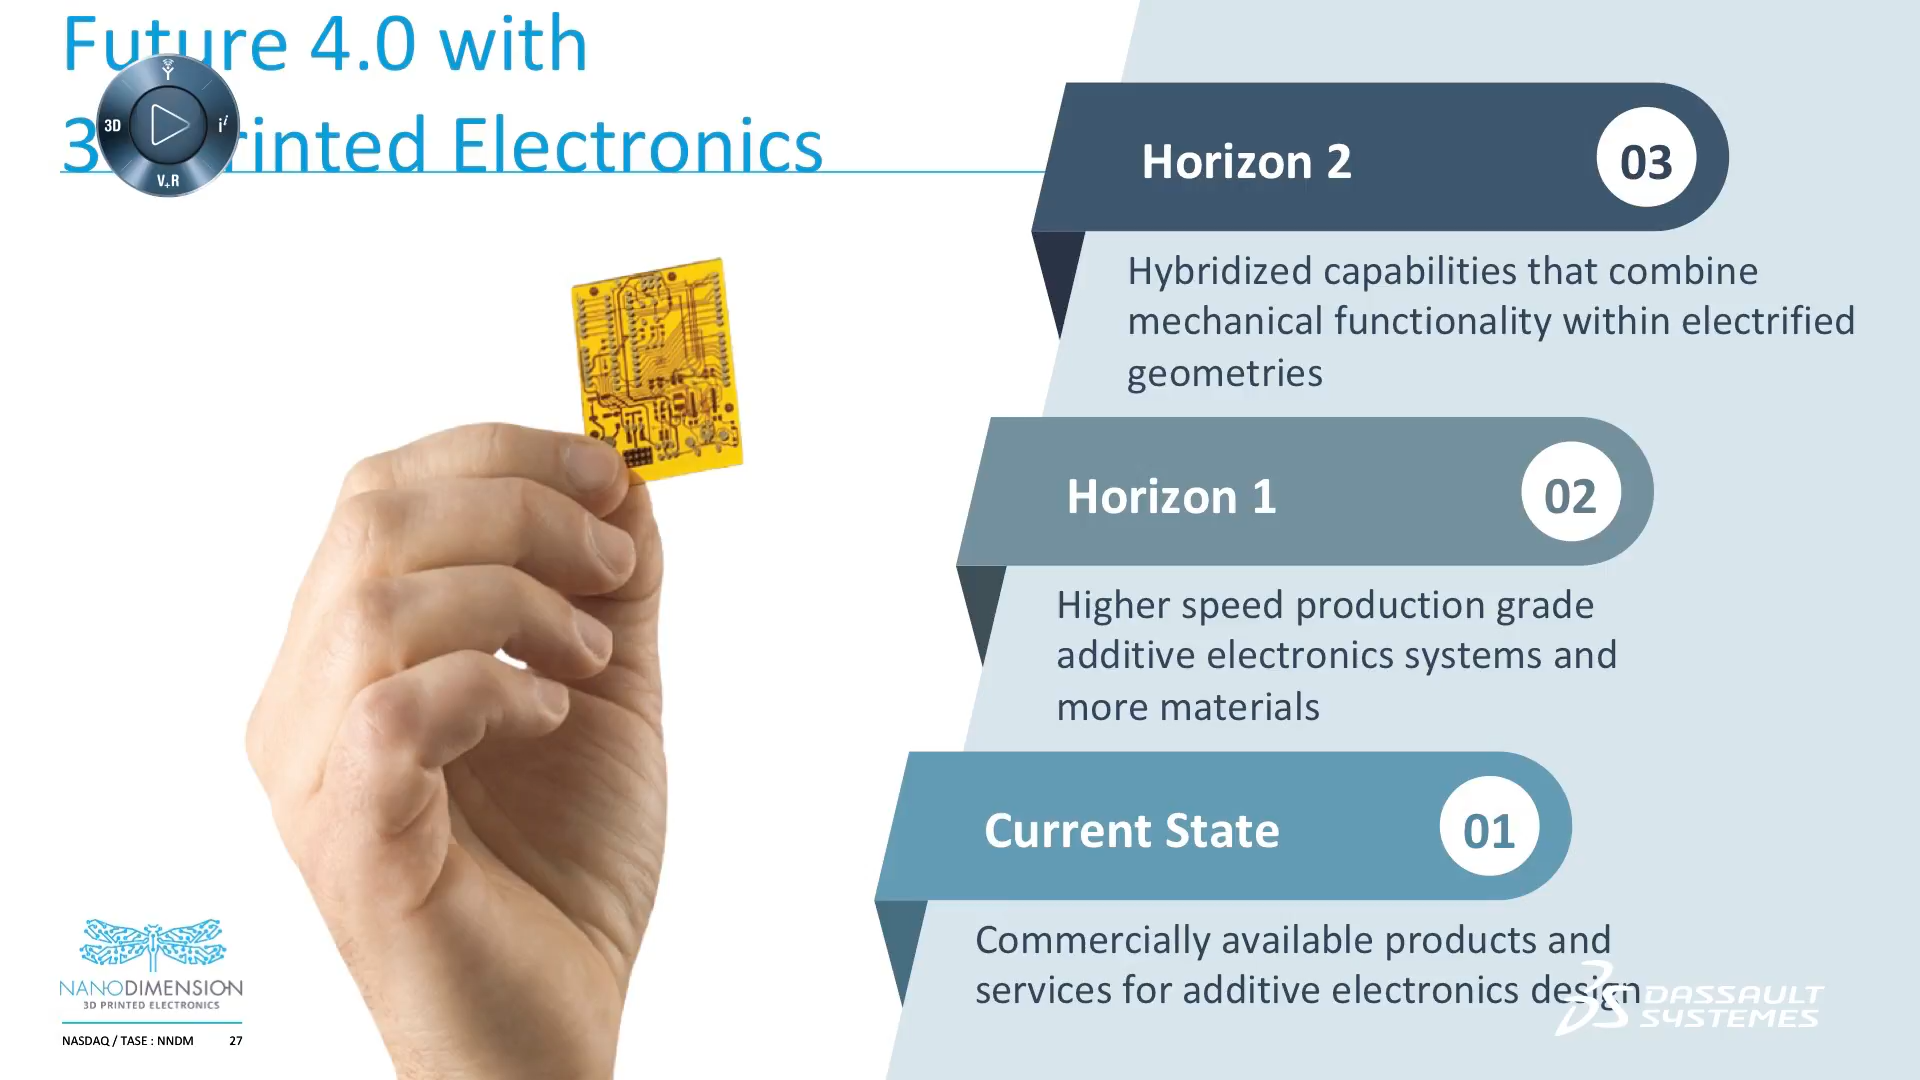 Future 4.0 with
3 rinted Electronics
3D
V+R
Horizon 2
03
Hybridized capabilities that combine
mechanical functionality within electrified
geometries
Horizon 1
02
Higher speed production grade
additive electronics systems and
more materials
Current State
01
Commercially available products and
services for additive electronics design
NANODIMENSION
3D PRINTED ELECTRONICS
NASDAQ / TASE : NNDM 27
DASSAULT
SYSTEMES